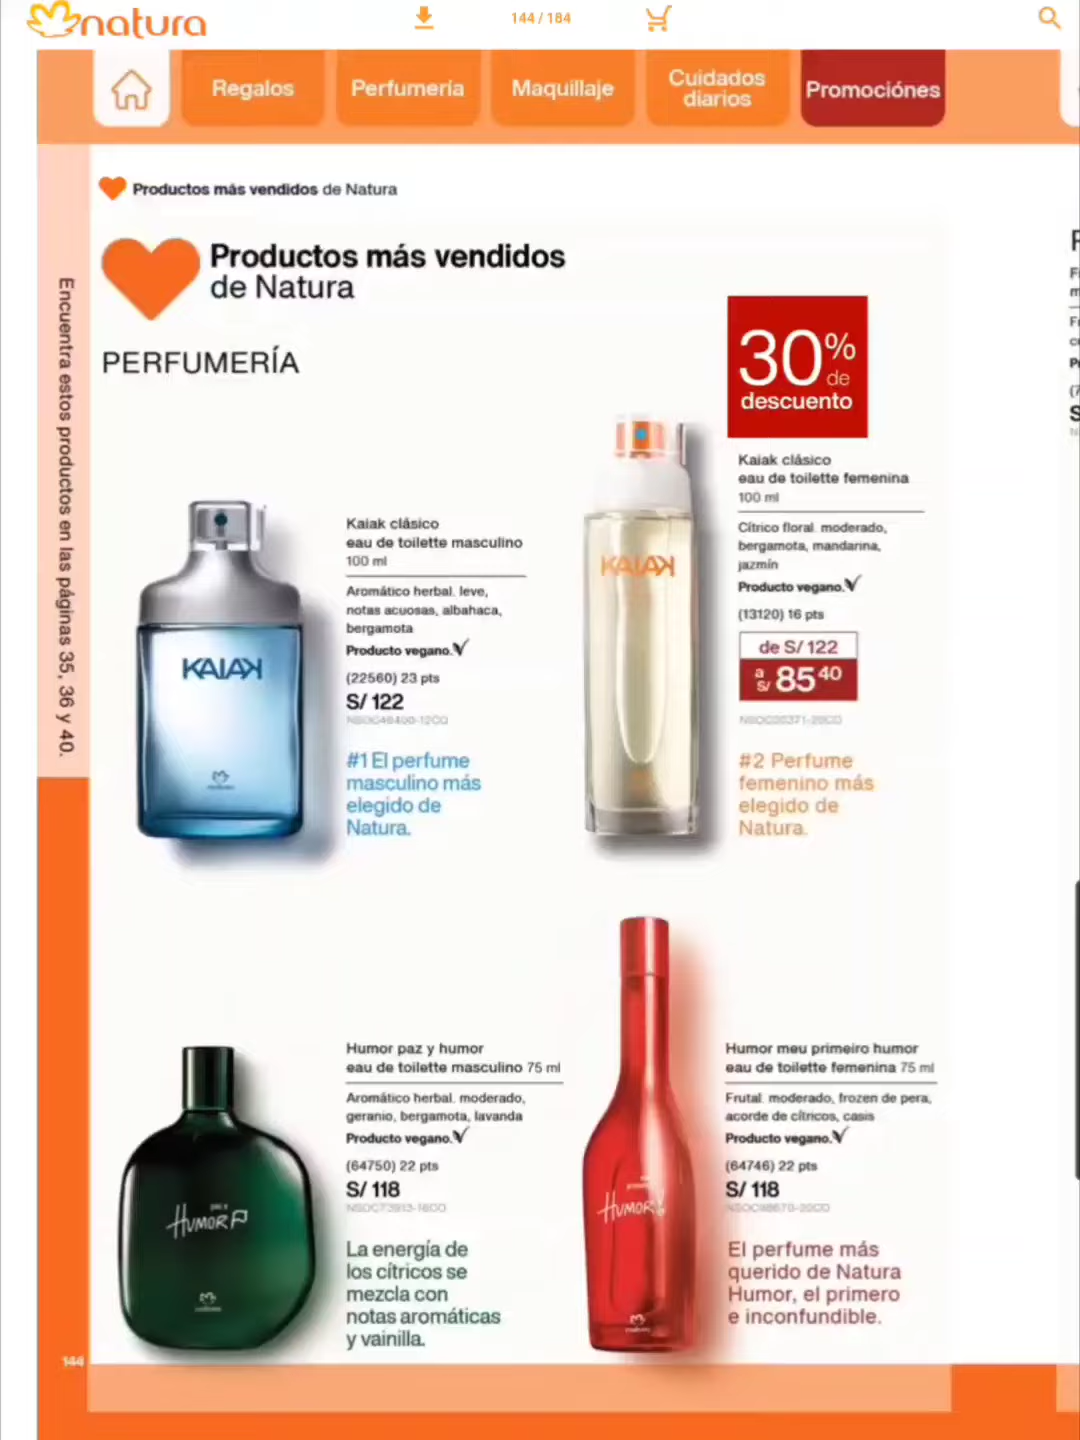 natura
144 / 184
Regalos
Perfumería
Maquillaje
Cuidados
diarios
Promociónes
Productos más vendidos de Natura
Productos más vendidos
de Natura
PERFUMERÍA
Encuentra estos productos en las páginas 35, 36 y 40.
30%
de
descuento
Kaiak clásico
eau de toilette masculino
100 ml
Aromático herbal. leve,
notas acuosas, albahaca,
bergamota
Producto vegano.
(22560) 23 pts
S/ 122
#1 El perfume
masculino más
elegido de
Natura.
KAIAK
Kaiak clásico
eau de toilette femenina
100 ml
Cítrico floral. moderado,
bergamota, mandarina,
jazmín
Producto vegano.
(13120) 16 pts
de S/ 122
a S/ 85 40
#2 Perfume
femenino más
elegido de
Natura.
KAIAK
Humor paz y humor
eau de toilette masculino 75 ml
Aromático herbal. moderado,
geranio, bergamota, lavanda
Producto vegano.
(64750) 22 pts
S/ 118
La energía de
los cítricos se
mezcla con
notas aromáticas
y vainilla.
HUMOR
Humor meu primeiro humor
eau de toilette femenina 75 ml
Frutal. moderado, frozen de pera,
acorde de cítricos, casis
Producto vegano.
(64746) 22 pts
S/ 118
El perfume más
querido de Natura
Humor, el primero
e inconfundible.
HUMOR!
144